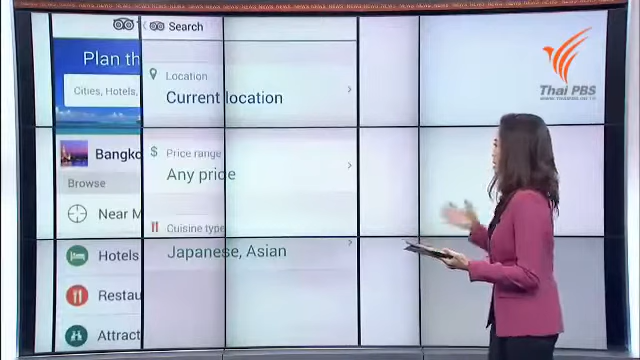 Search
Plan th
Cities, Hotels,
Location
Current location
Bangko
Price range
Any price
Browse
Near M
Cuisine type
Japanese, Asian
Hotels
Restau
Attract
Thai PBS